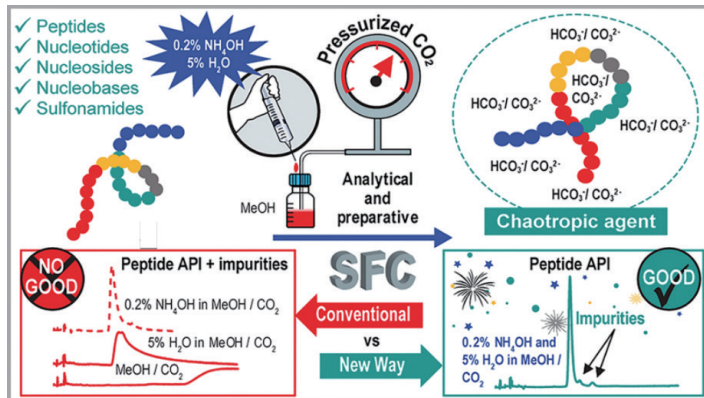 ✓ Peptides
✓ Nucleotides
✓ Nucleosides
✓ Nucleobases
✓ Sulfonamides
0.2% NH₄OH
5% H₂O
Pressurized CO₂
MeOH
Analytical
and
preparative
HCO₃⁻/ CO₃²⁻
HCO₃⁻/ CO₃²⁻
HCO₃⁻/
CO₃²⁻
HCO₃⁻/ CO₃²⁻
HCO₃⁻/ CO₃²⁻
HCO₃⁻/ CO₃²⁻
HCO₃⁻/ CO₃²⁻
Chaotropic agent
NO
GOOD
Peptide API + impurities
0.2% NH₄OH in MeOH / CO₂
5% H₂O in MeOH / CO₂
MeOH / CO₂
SFC
Conventional
vs
New Way
Peptide API
GOOD
Impurities
0.2% NH₄OH and
5% H₂O in MeOH /
CO₂